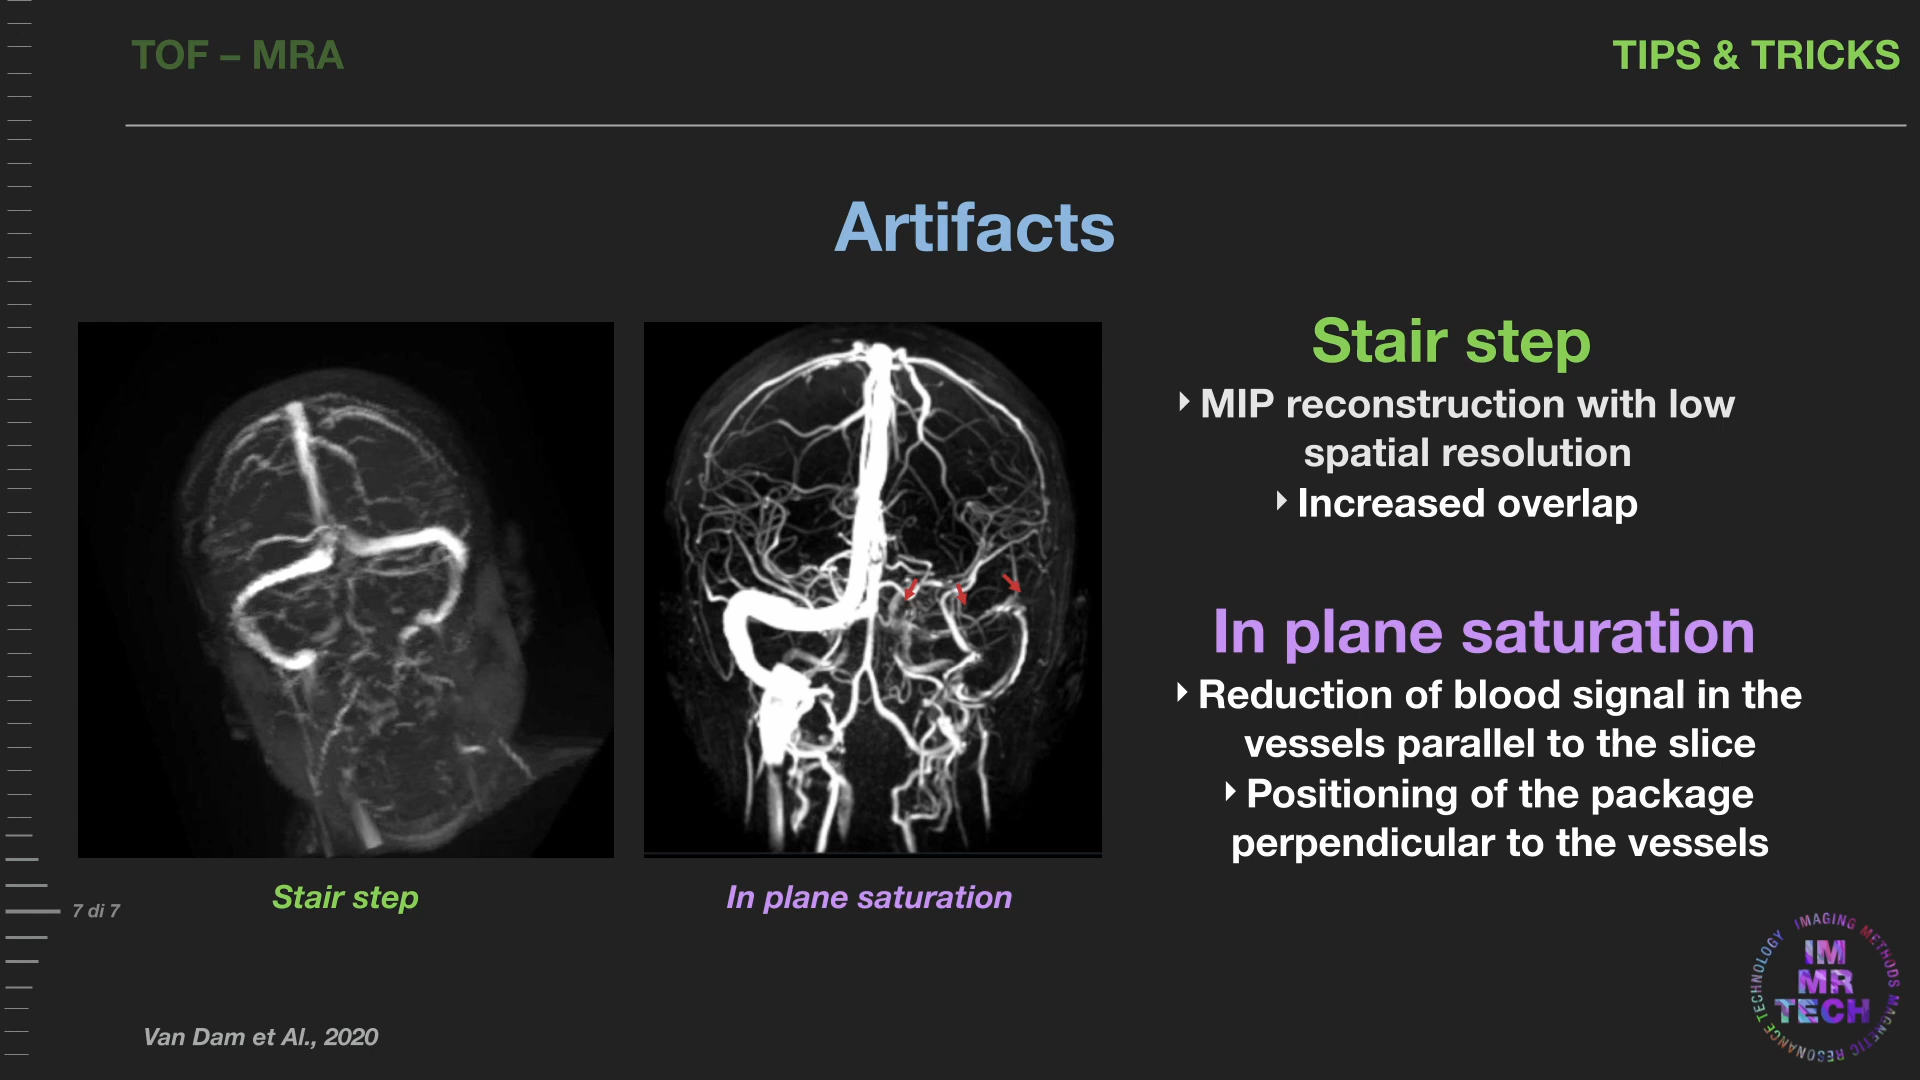 TOF – MRA
TIPS & TRICKS
Artifacts
Stair step
‣ MIP reconstruction with low
spatial resolution
‣ Increased overlap
In plane saturation
‣ Reduction of blood signal in the
vessels parallel to the slice
‣ Positioning of the package
perpendicular to the vessels
Stair step
In plane saturation
7 di 7
Van Dam et Al., 2020
IMAGING METHODS MAGNETIC RESONANCE TECHNOLOGY
IM
MR
TECH